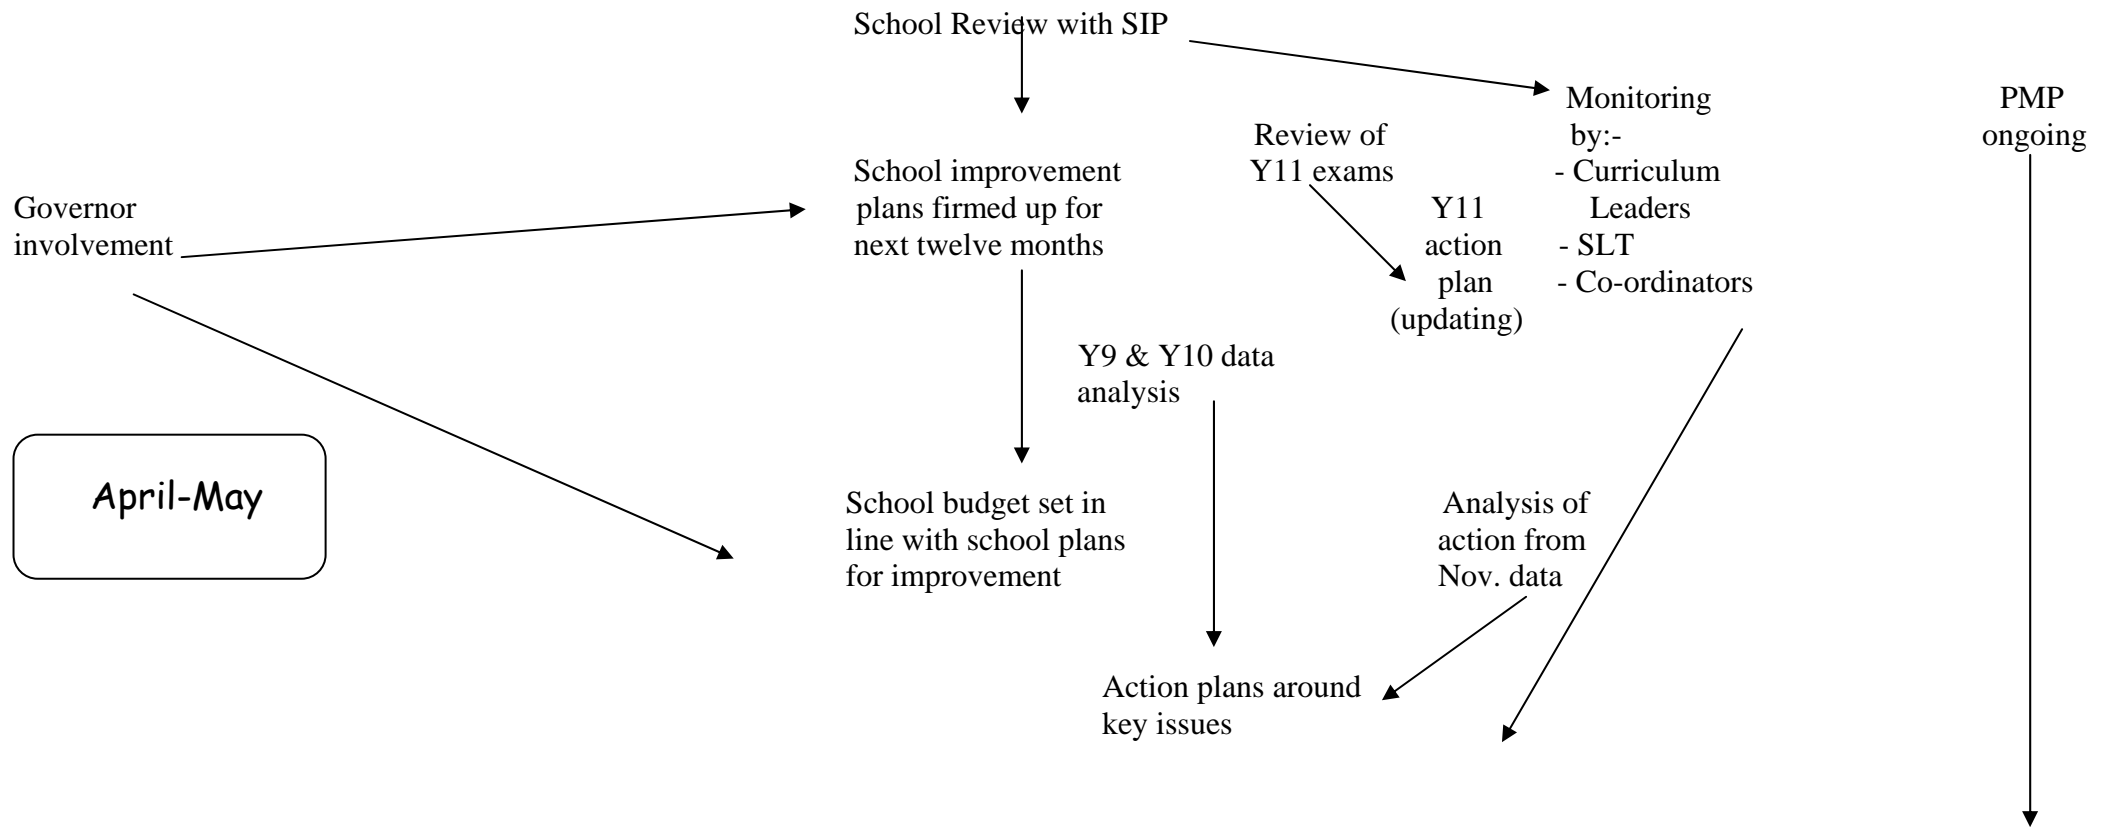 School Review with SIP
Monitoring
by:-
- Curriculum
Leaders
- SLT
- Co-ordinators
PMP
ongoing
Review of
Y11 exams
School improvement
plans firmed up for
next twelve months
Governor
involvement
Y11
action
plan
(updating)
Y9 & Y10 data
analysis
April-May
School budget set in
line with school plans
for improvement
Analysis of
action from
Nov. data
Action plans around
key issues